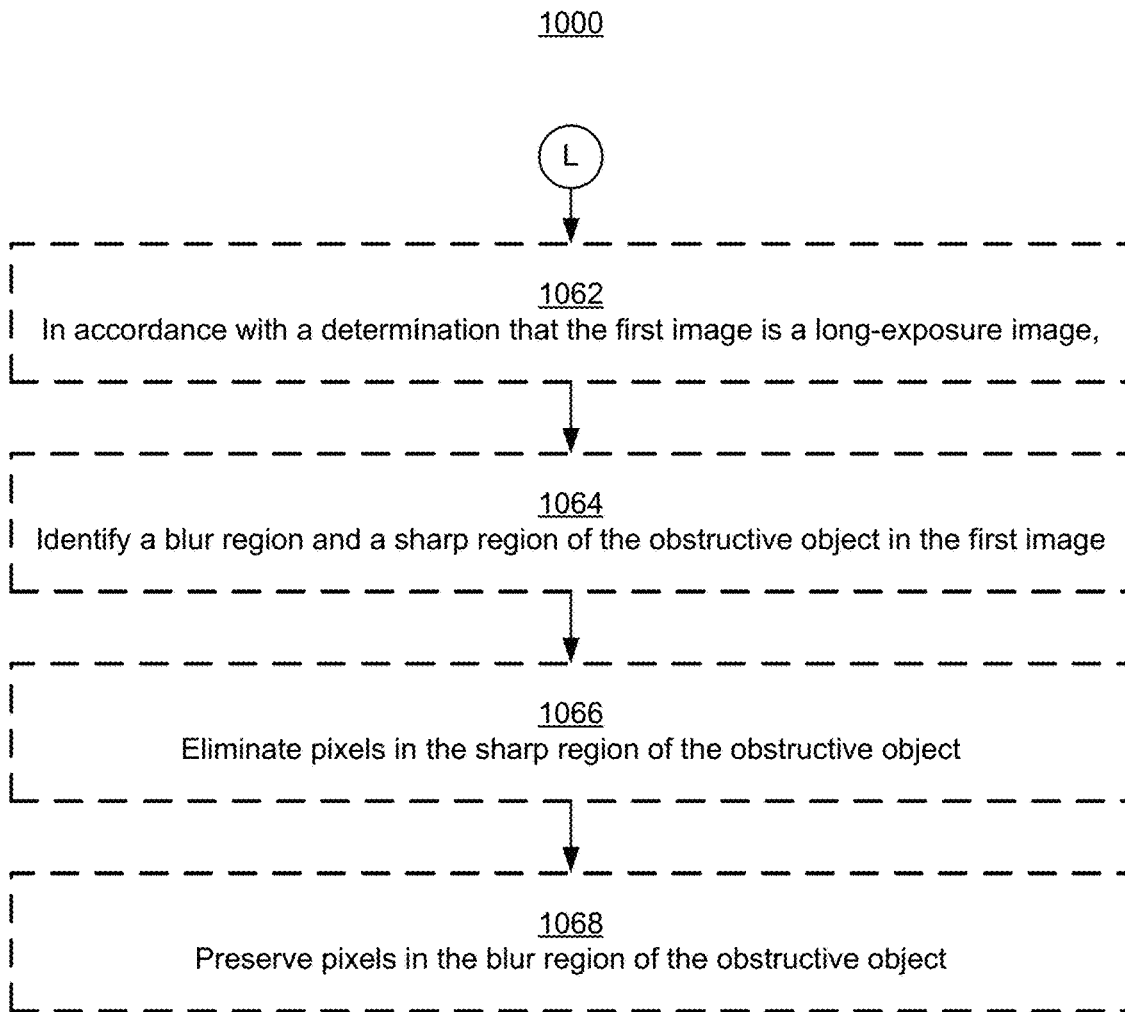 1000
L
1062
In accordance with a determination that the first image is a long-exposure image,
1064
Identify a blur region and a sharp region of the obstructive object in the first image
1066
Eliminate pixels in the sharp region of the obstructive object
1068
Preserve pixels in the blur region of the obstructive object